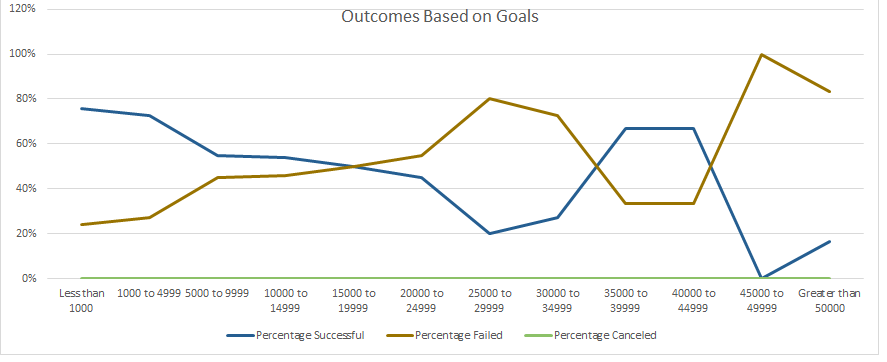 Outcomes Based on Goals
120%
100%
80%
60%
40%
20%
0%
Less than 1000
1000 to 4999
5000 to 9999
10000 to 14999
15000 to 19999
20000 to 24999
25000 to 29999
30000 to 34999
35000 to 39999
40000 to 44999
45000 to 49999
Greater than 50000
Percentage Successful
Percentage Failed
Percentage Canceled